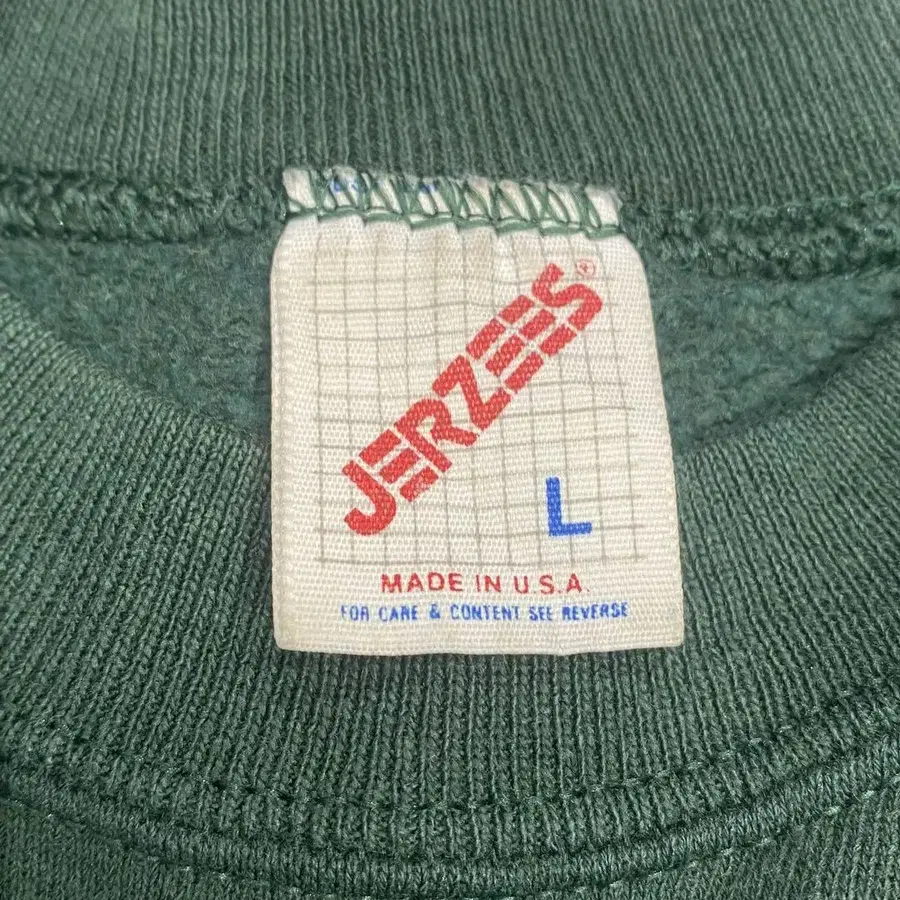 JERZEES®
L
MADE IN U.S.A.
FOR CARE & CONTENT SEE REVERSE